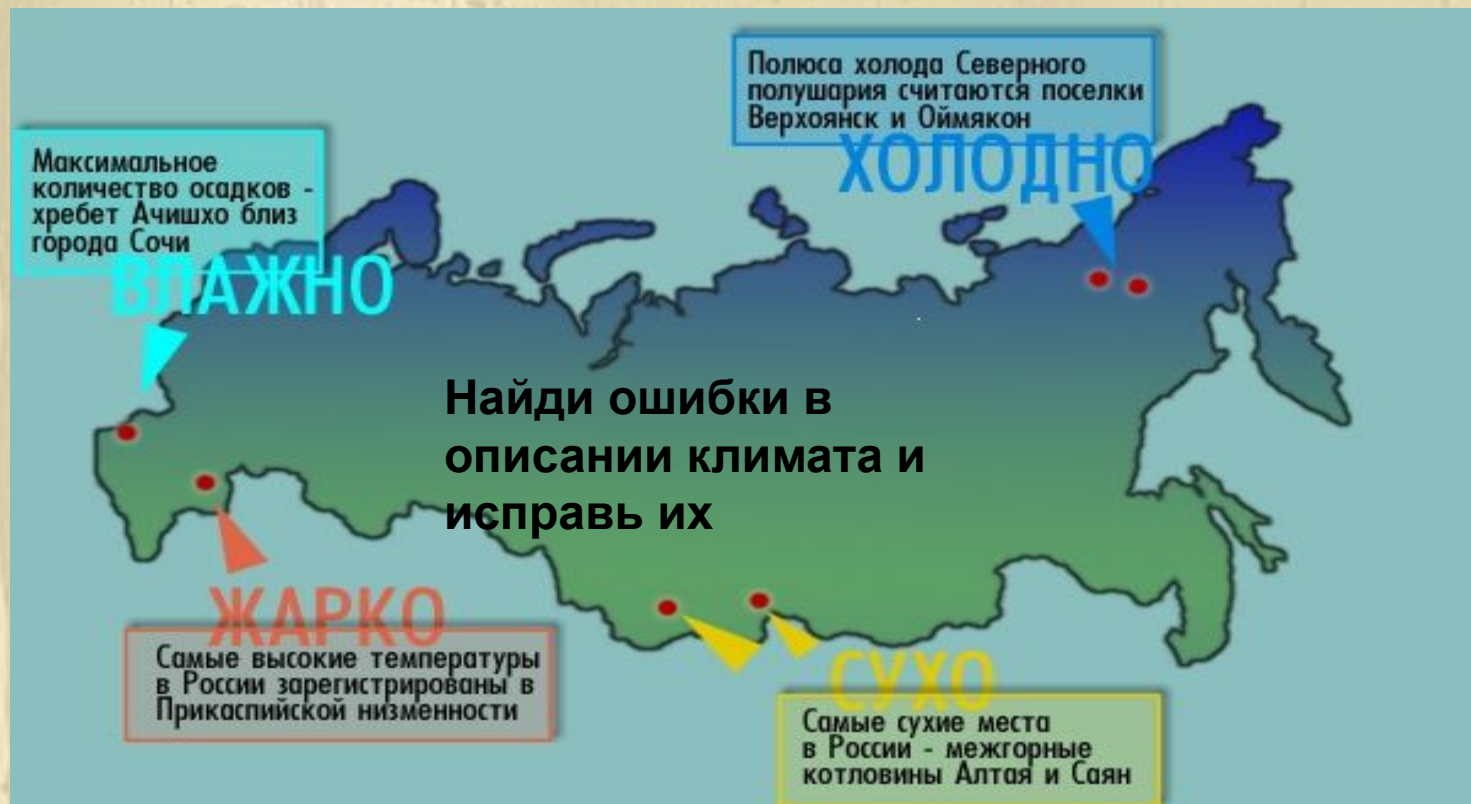 Полюса холода Северного
полушария считаются поселки
Верхоянск и Оймякон
ХОЛОДНО
Максимальное
количество осадков -
хребет Ачишхо близ
города Сочи
ВЛАЖНО
Найди ошибки в
описании климата и
исправь их
ЖАРКО
Самые высокие температуры
в России зарегистрированы в
Прикаспийской низменности
СУХО
Самые сухие места
в России - межгорные
котловины Алтая и Саян